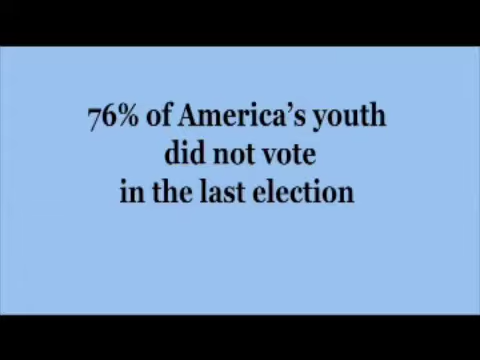 76% of America's youth
did not vote
in the last election